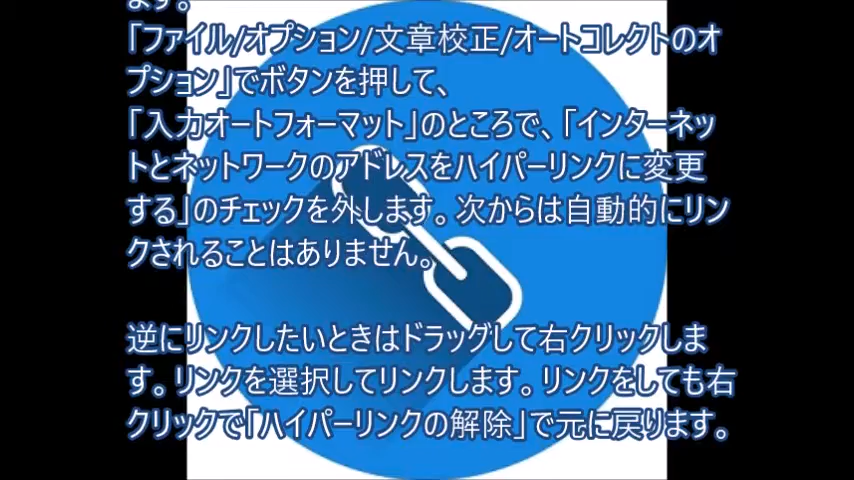 ます。
「ファイル/オプション/文章校正/オートコレクトのオ
プション」でボタンを押して、
「入力オートフォーマット」のところで、「インターネッ
トとネットワークのアドレスをハイパーリンクに変更
する」のチェックを外します。次からは自動的にリン
クされることはありません。
逆にリンクしたいときはドラッグして右クリックしま
す。リンクを選択してリンクします。リンクをしても右
クリックで「ハイパーリンクの解除」で元に戻ります。